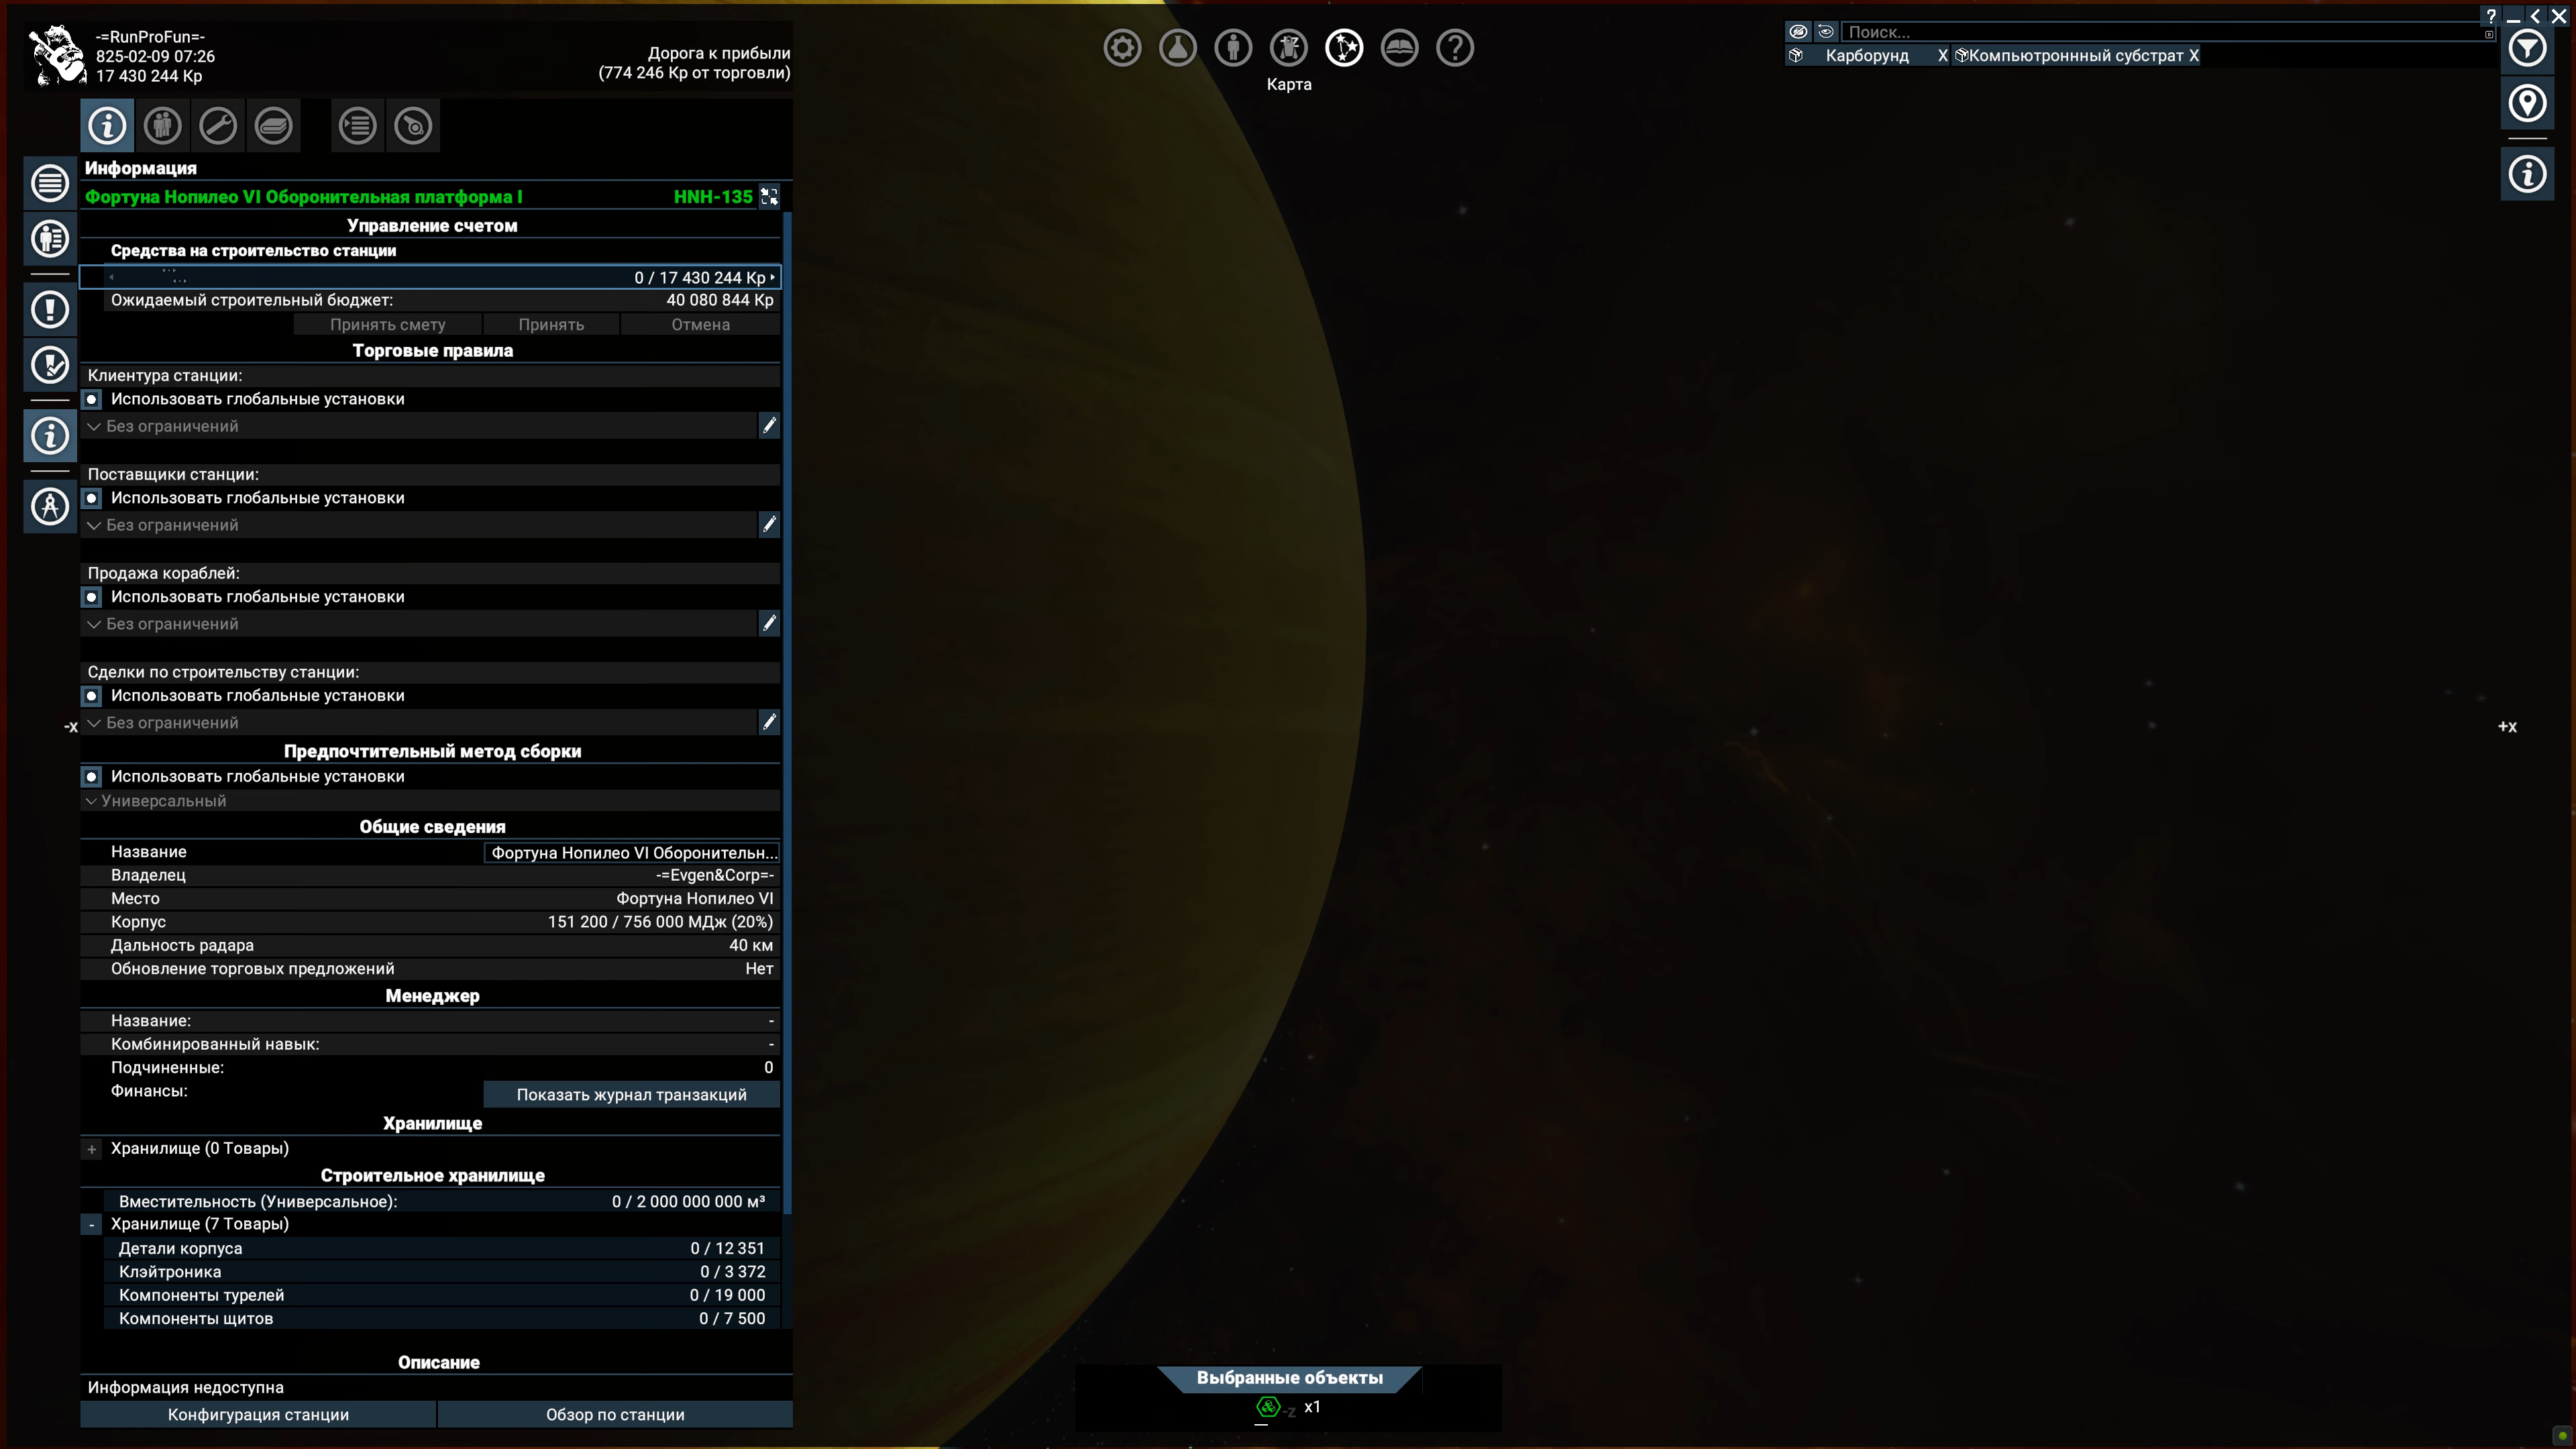 -=RunProFun=-
825-02-09 07:26
17 430 244 Кр
Дорога к прибыли
(774 246 Кр от торговли)
Карта
Поиск...
Карборунд X
Компьютроннный субстрат X
? _ < X
Информация
Фортуна Нопилео VI Оборонительная платформа I HNH-135
Управление счетом
Средства на строительство станции
0 / 17 430 244 Кр
Ожидаемый строительный бюджет: 40 080 844 Кр
Принять смету Принять Отмена
Торговые правила
Клиентура станции:
Использовать глобальные установки
Без ограничений
Поставщики станции:
Использовать глобальные установки
Без ограничений
Продажа кораблей:
Использовать глобальные установки
Без ограничений
Сделки по строительству станции:
Использовать глобальные установки
Без ограничений
-x
+x
Предпочтительный метод сборки
Использовать глобальные установки
Универсальный
Общие сведения
Название Фортуна Нопилео VI Оборонительн...
Владелец -=Evgen&Corp=-
Место Фортуна Нопилео VI
Корпус 151 200 / 756 000 МДж (20%)
Дальность радара 40 км
Обновление торговых предложений Нет
Менеджер
Название: -
Комбинированный навык: -
Подчиненные: 0
Финансы: Показать журнал транзакций
Хранилище
+ Хранилище (0 Товары)
Строительное хранилище
Вместительность (Универсальное): 0 / 2 000 000 000 м³
- Хранилище (7 Товары)
Детали корпуса 0 / 12 351
Клэйтроника 0 / 3 372
Компоненты турелей 0 / 19 000
Компоненты щитов 0 / 7 500
Описание
Информация недоступна
Конфигурация станции Обзор по станции
Выбранные объекты
-z x1